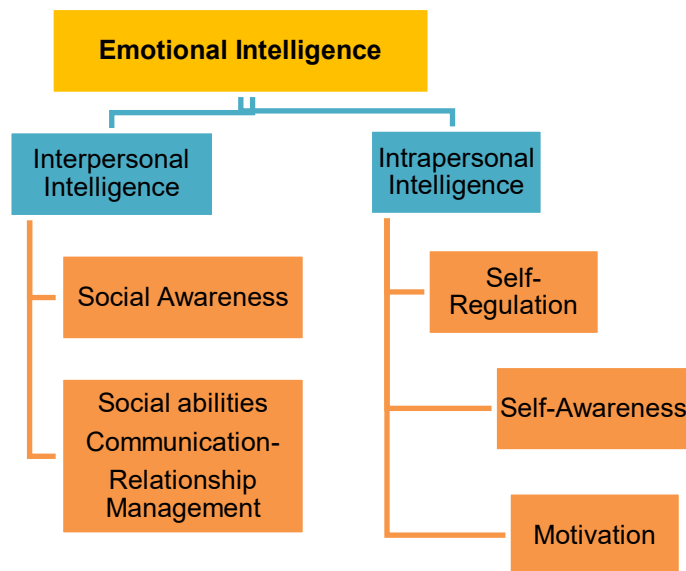 Emotional Intelligence
Interpersonal
Intelligence
Social Awareness
Social abilities
Communication-
Relationship
Management
Intrapersonal
Intelligence
Self-
Regulation
Self-Awareness
Motivation